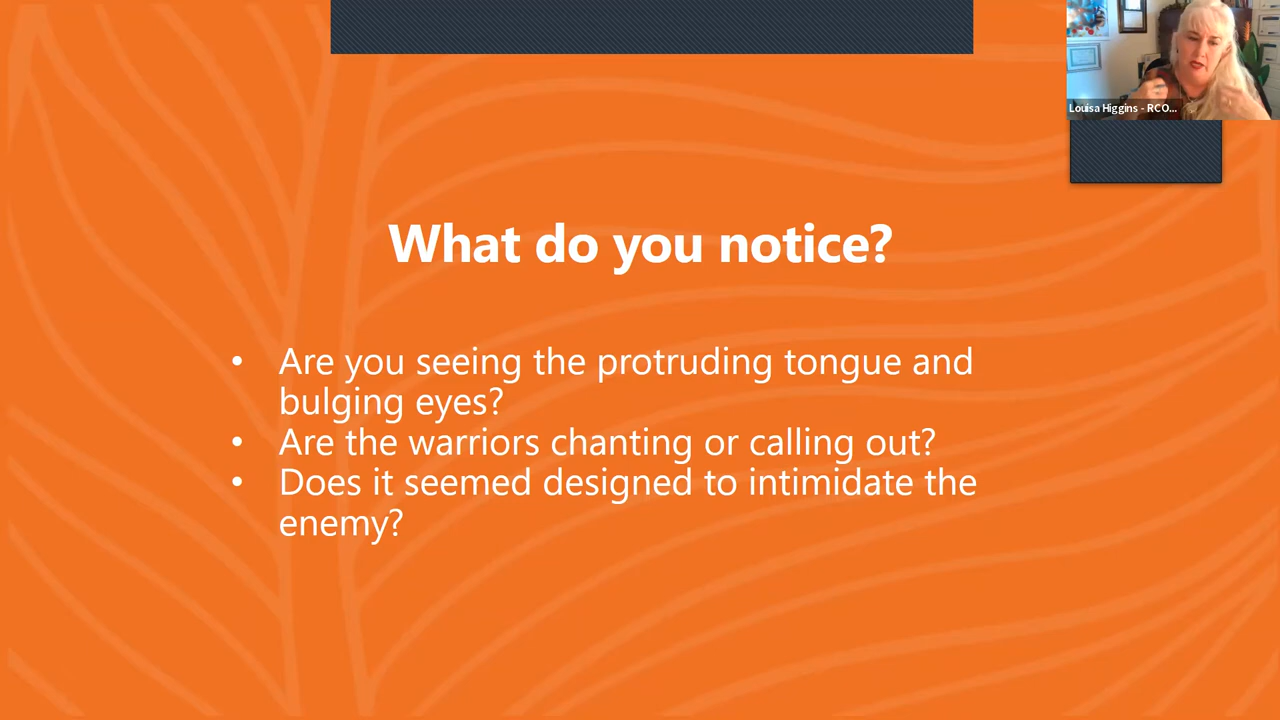 Louisa Higgins - RCO...
What do you notice?
• Are you seeing the protruding tongue and
bulging eyes?
• Are the warriors chanting or calling out?
• Does it seemed designed to intimidate the
enemy?